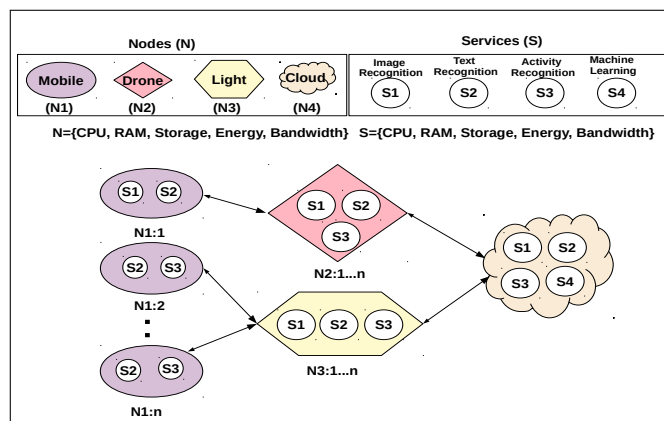 Nodes (N)
Services (S)
Mobile
Drone
Light
Cloud
(N1)
(N2)
(N3)
(N4)
Image
Recognition
Text
Recognition
Activity
Recognition
Machine
Learning
S1
S2
S3
S4
N={CPU, RAM, Storage, Energy, Bandwidth}
S={CPU, RAM, Storage, Energy, Bandwidth}
S1 S2
N1:1
S2 S3
N1:2
S2 S3
N1:n
S1 S2
S3
N2:1...n
S1 S2 S3
N3:1...n
S1 S2
S3 S4